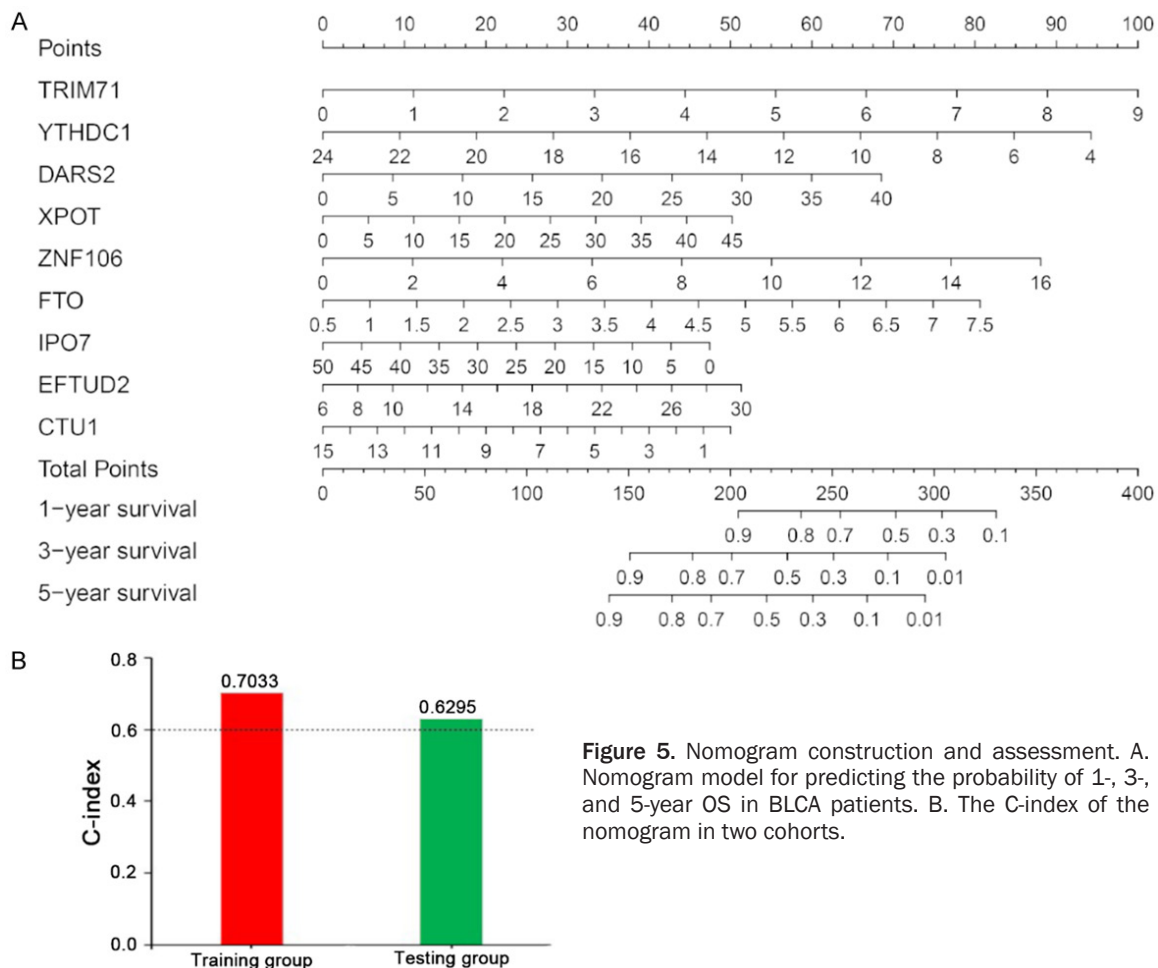 A
0 10 20 30 40 50 60 70 80 90 100
Points
TRIM71
0 1 2 3 4 5 6 7 8 9
YTHDC1
24 22 20 18 16 14 12 10 8 6 4
DARS2
0 5 10 15 20 25 30 35 40
XPOT
0 5 10 15 20 25 30 35 40 45
ZNF106
0 2 4 6 8 10 12 14 16
FTO
0.5 1 1.5 2 2.5 3 3.5 4 4.5 5 5.5 6 6.5 7 7.5
IPO7
50 45 40 35 30 25 20 15 10 5 0
EFTUD2
6 8 10 14 18 22 26 30
CTU1
15 13 11 9 7 5 3 1
Total Points
0 50 100 150 200 250 300 350 400
1−year survival
0.9 0.8 0.7 0.5 0.3 0.1
3−year survival
0.9 0.8 0.7 0.5 0.3 0.1 0.01
5−year survival
0.9 0.8 0.7 0.5 0.3 0.1 0.01
B
C-index
0.8
0.6
0.4
0.2
0.0
0.7033
0.6295
Training group
Testing group
Figure 5. Nomogram construction and assessment. A.
Nomogram model for predicting the probability of 1-, 3-,
and 5-year OS in BLCA patients. B. The C-index of the
nomogram in two cohorts.